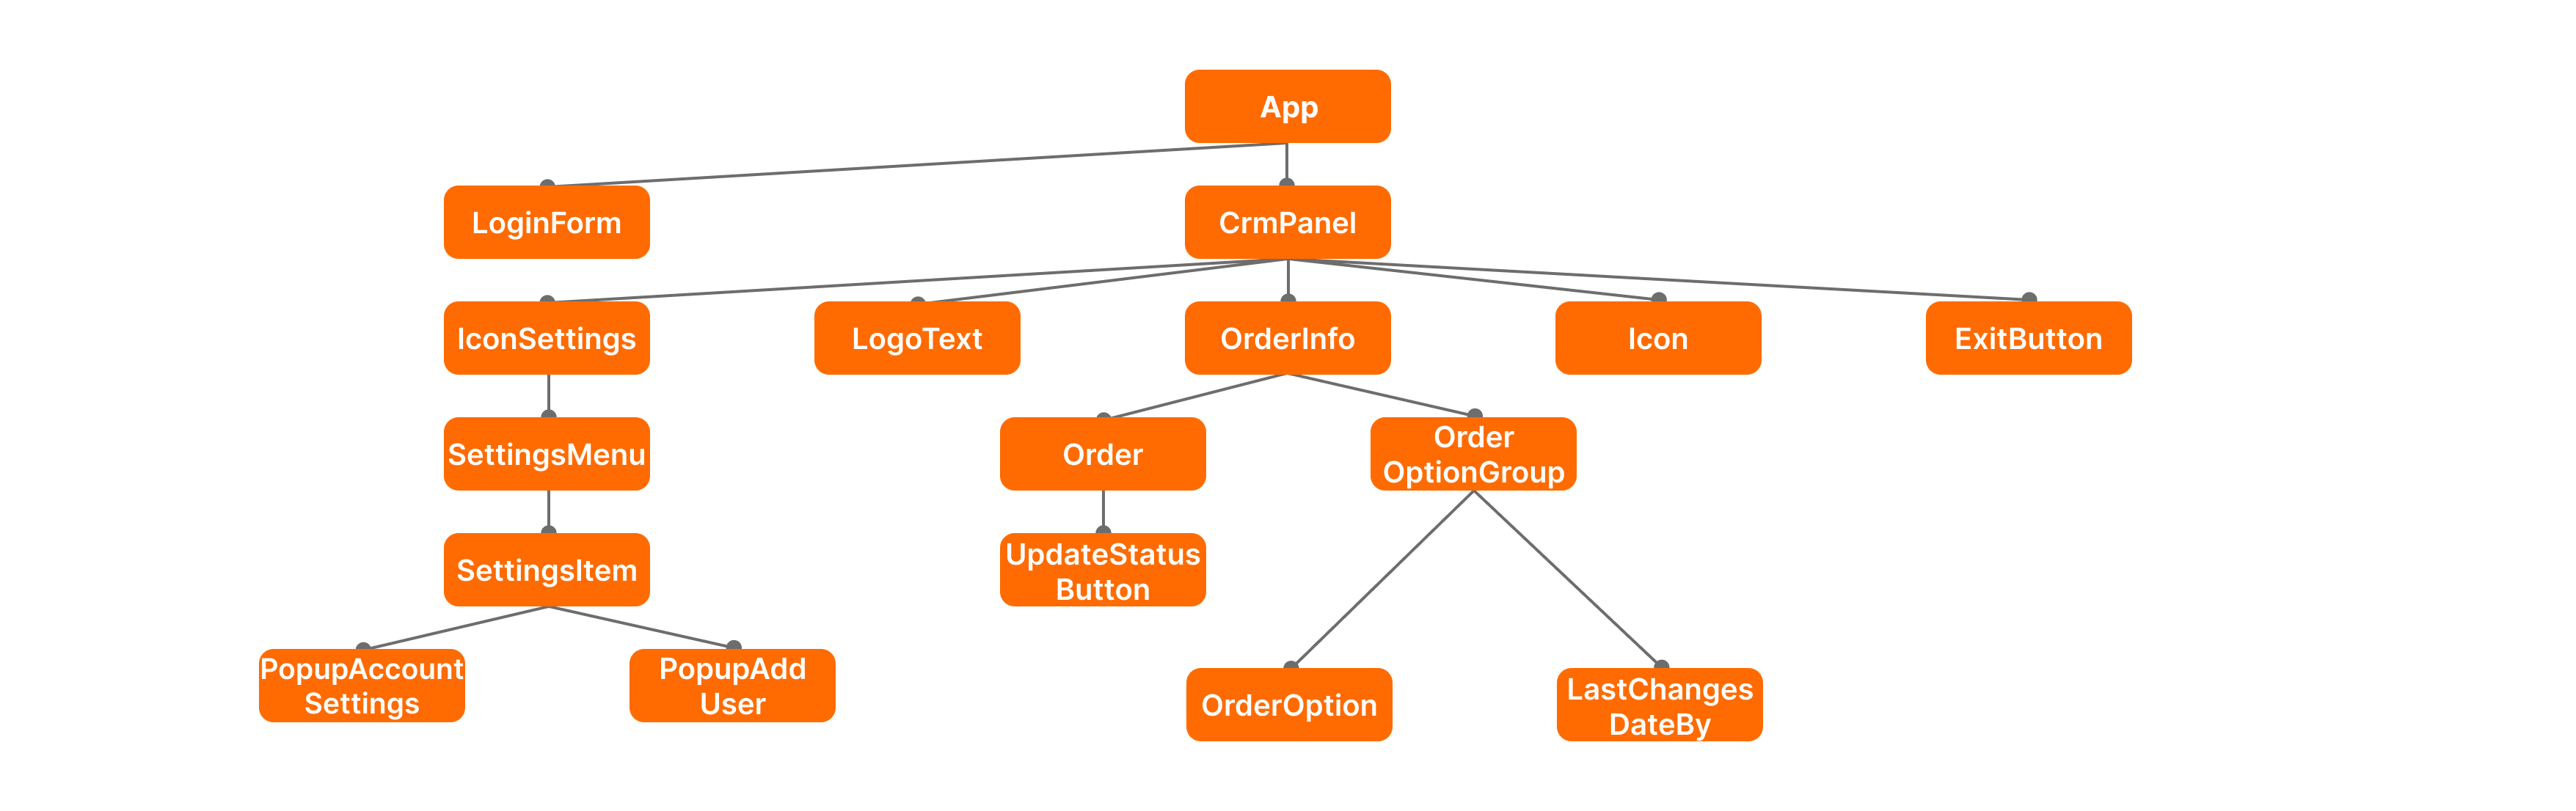 App
LoginForm
CrmPanel
IconSettings
LogoText
OrderInfo
Icon
ExitButton
SettingsMenu
Order
Order
OptionGroup
SettingsItem
UpdateStatus
Button
PopupAccount
Settings
PopupAdd
User
OrderOption
LastChanges
DateBy